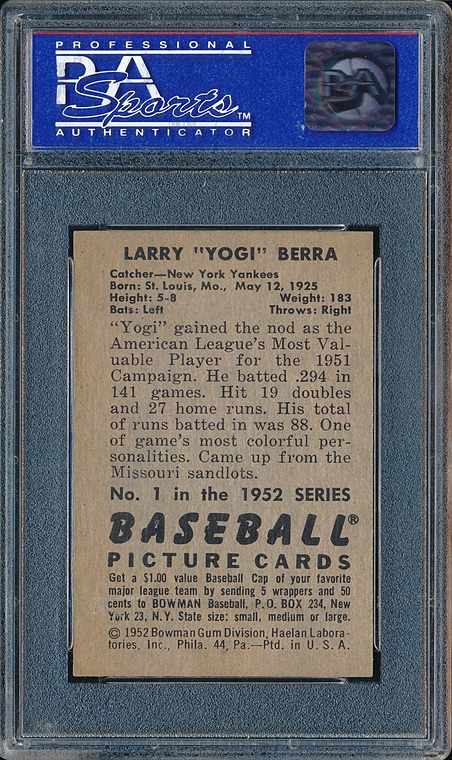 PROFESSIONAL
PSA
Sports™
AUTHENTICATOR
PSA
LARRY "YOGI" BERRA
Catcher—New York Yankees
Born: St. Louis, Mo., May 12, 1925
Height: 5-8 Weight: 183
Bats: Left Throws: Right
"Yogi" gained the nod as the
American League's Most Val-
uable Player for the 1951
Campaign. He batted .294 in
141 games. Hit 19 doubles
and 27 home runs. His total
of runs batted in was 88. One
of game's most colorful per-
sonalities. Came up from the
Missouri sandlots.
No. 1 in the 1952 SERIES
BASEBALL®
PICTURE CARDS
Get a $1.00 value Baseball Cap of your favorite
major league team by sending 5 wrappers and 50
cents to BOWMAN Baseball, P.O. BOX 234, New
York 23, N.Y. State size: small, medium or large.
© 1952 Bowman Gum Division, Haelan Labora-
tories, Inc., Phila. 44, Pa.—Ptd. in U. S. A.